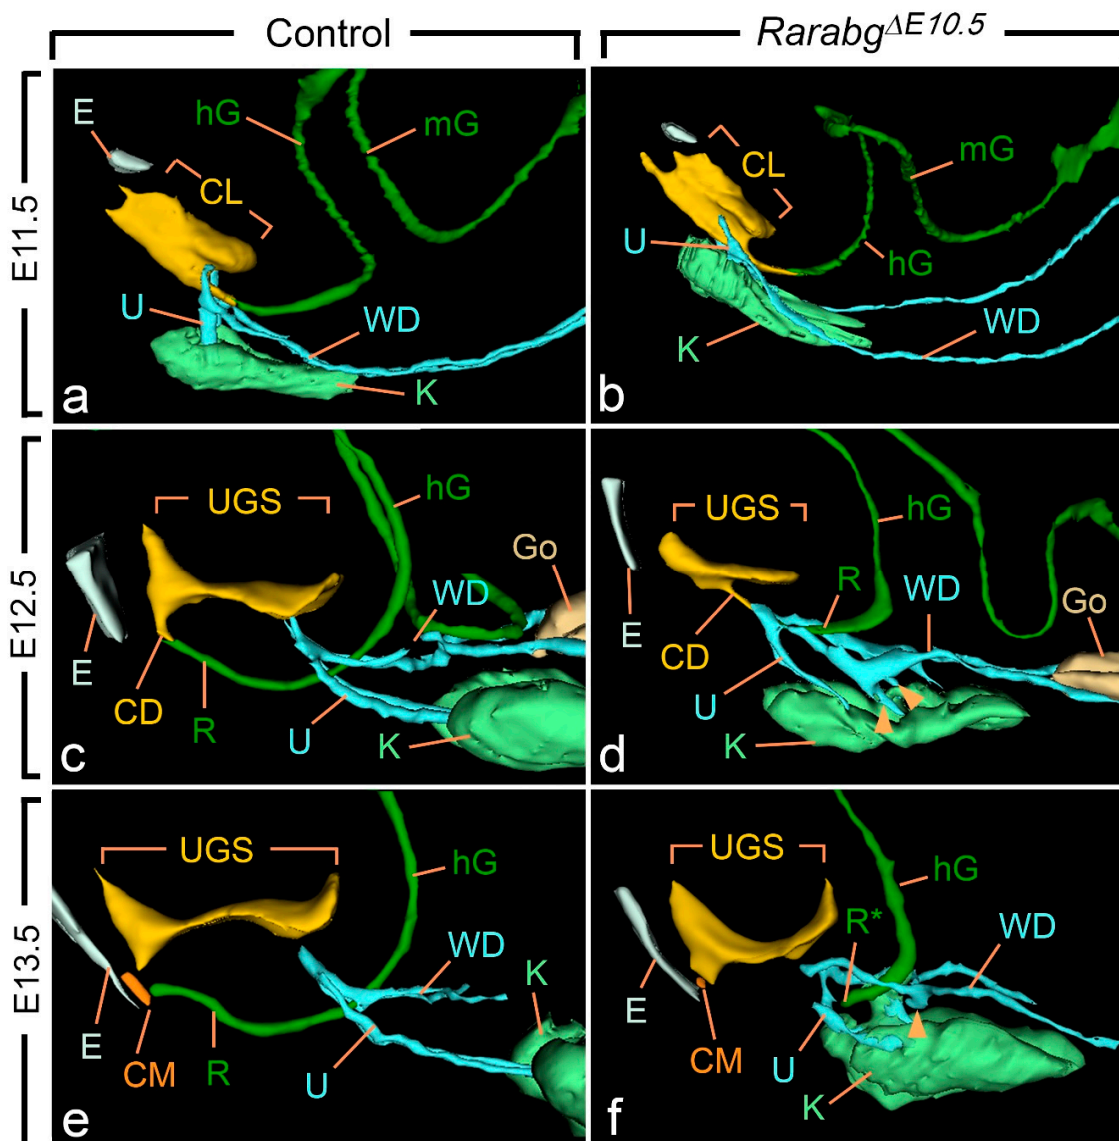 Control
Rarabg^ΔE10.5
E11.5
E
CL
hG
mG
U
WD
K
a
CL
mG
U
hG
K
WD
b
E12.5
UGS
hG
Go
WD
E
CD
R
U
K
c
UGS
hG
Go
R
WD
E
CD
U
K
d
E13.5
UGS
hG
WD
K
E
CM
R
U
e
UGS
hG
R*
WD
E
CM
U
K
f